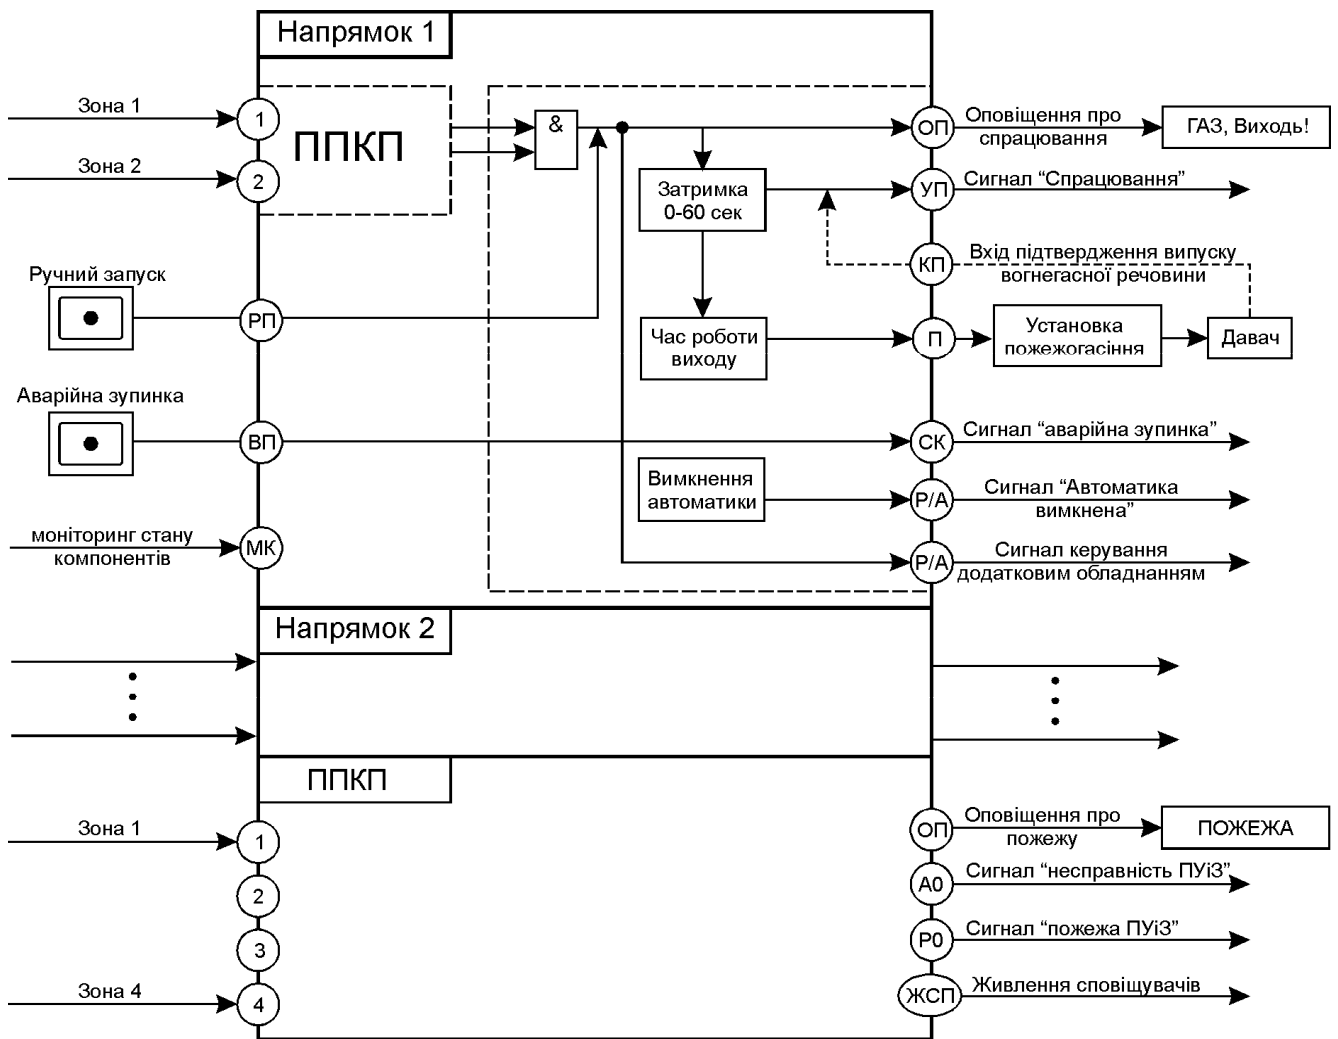 Напрямок 1
Зона 1
1
ППКП
&
ОП
Оповіщення про
спрацювання
ГАЗ, Виходь!
Зона 2
2
Затримка
0-60 сек
УП
Сигнал “Спрацювання”
КП
Вхід підтвердження випуску
вогнегасної речовини
Ручний запуск
РП
Час роботи
виходу
П
Установка
пожежогасіння
Давач
Аварійна зупинка
ВП
СК
Сигнал “аварійна зупинка”
Вимкнення
автоматики
Р/А
Сигнал “Автоматика
вимкнена”
моніторинг стану
компонентів
МК
Р/А
Сигнал керування
додатковим обладнанням
Напрямок 2
ППКП
Зона 1
1
ОП
Оповіщення про
пожежу
ПОЖЕЖА
2
А0
Сигнал “несправність ПУіЗ”
3
Р0
Сигнал “пожежа ПУіЗ”
Зона 4
4
ЖСП
Живлення сповіщувачів